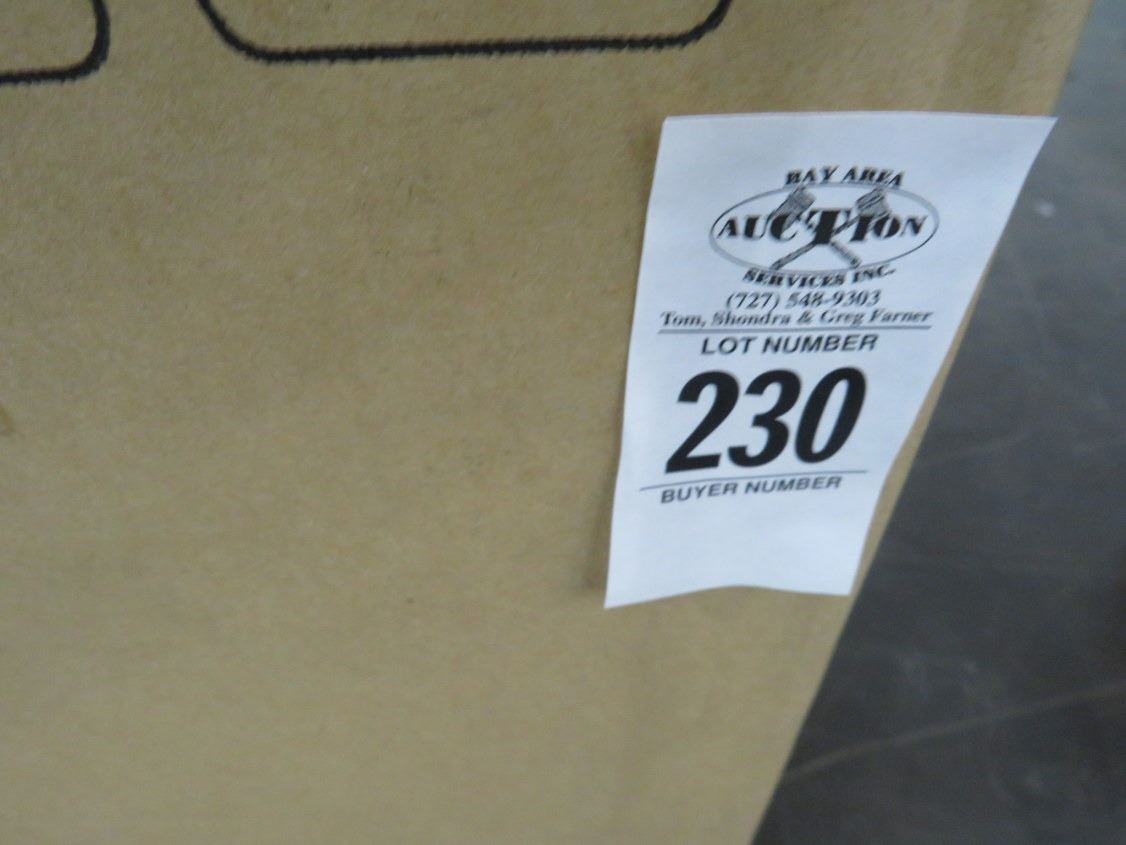 BAY AREA
AUCTION
SERVICES INC.
(727) 548-9303
Tom, Shondra & Greg Farner
LOT NUMBER
230
BUYER NUMBER